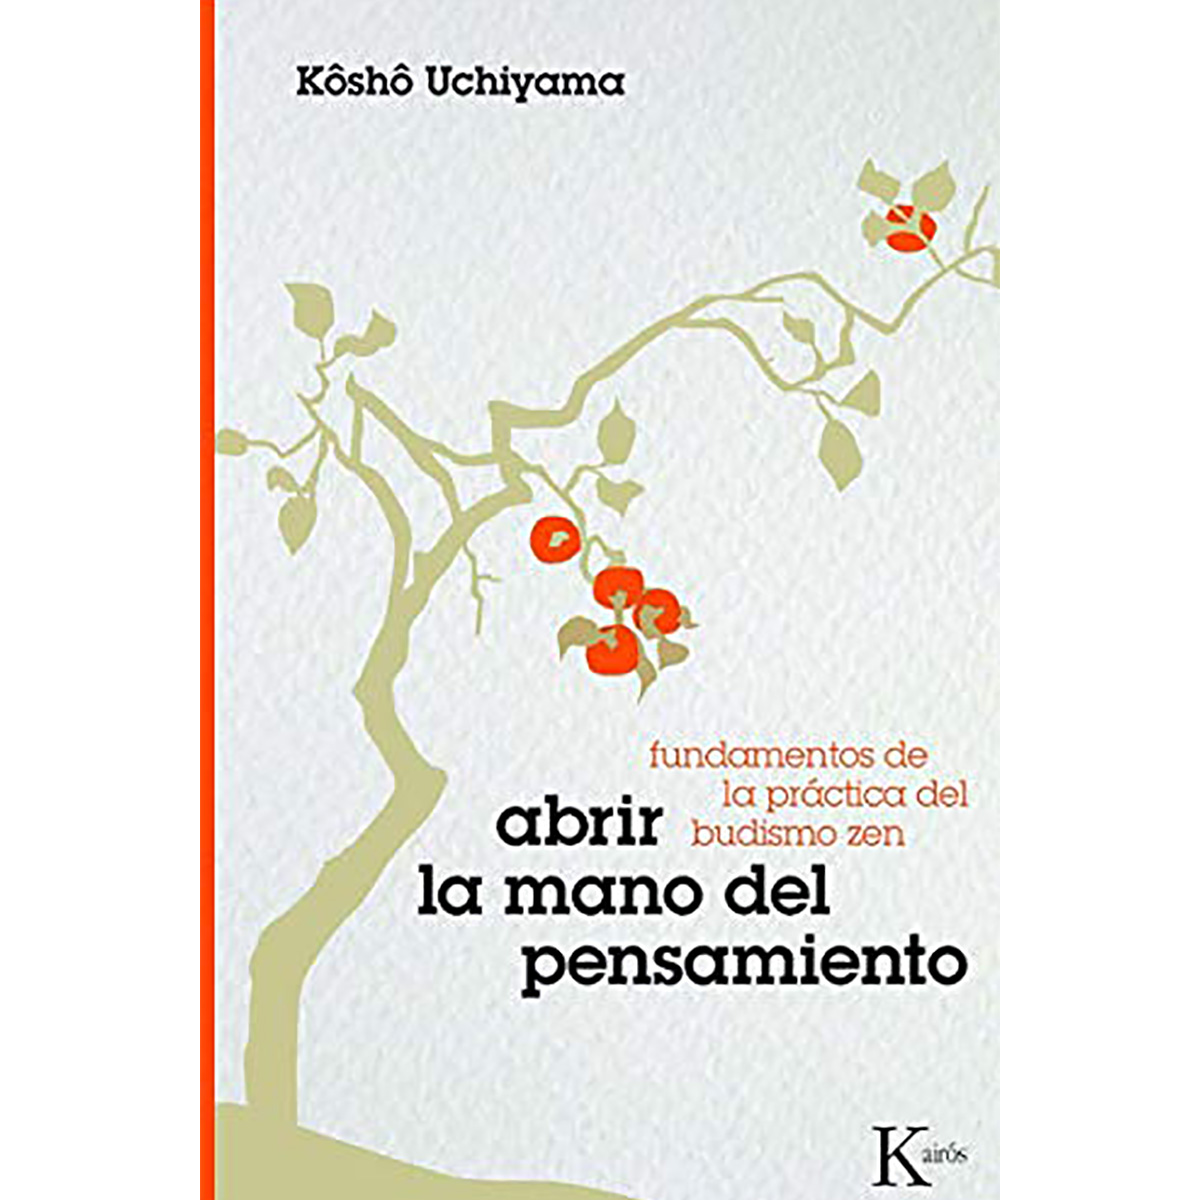 Kôshô Uchiyama
fundamentos de
la práctica del
budismo zen
abrir
la mano del
pensamiento
Kairós